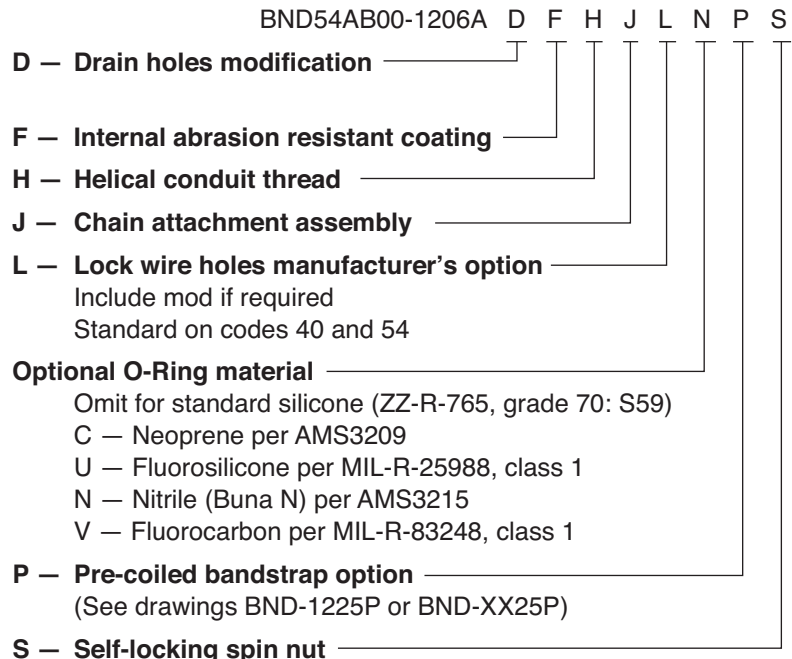 BND54AB00-1206A D F H J L N P S
D — Drain holes modification
F — Internal abrasion resistant coating
H — Helical conduit thread
J — Chain attachment assembly
L — Lock wire holes manufacturer's option
Include mod if required
Standard on codes 40 and 54
Optional O-Ring material
Omit for standard silicone (ZZ-R-765, grade 70: S59)
C — Neoprene per AMS3209
U — Fluorosilicone per MIL-R-25988, class 1
N — Nitrile (Buna N) per AMS3215
V — Fluorocarbon per MIL-R-83248, class 1
P — Pre-coiled bandstrap option
(See drawings BND-1225P or BND-XX25P)
S — Self-locking spin nut